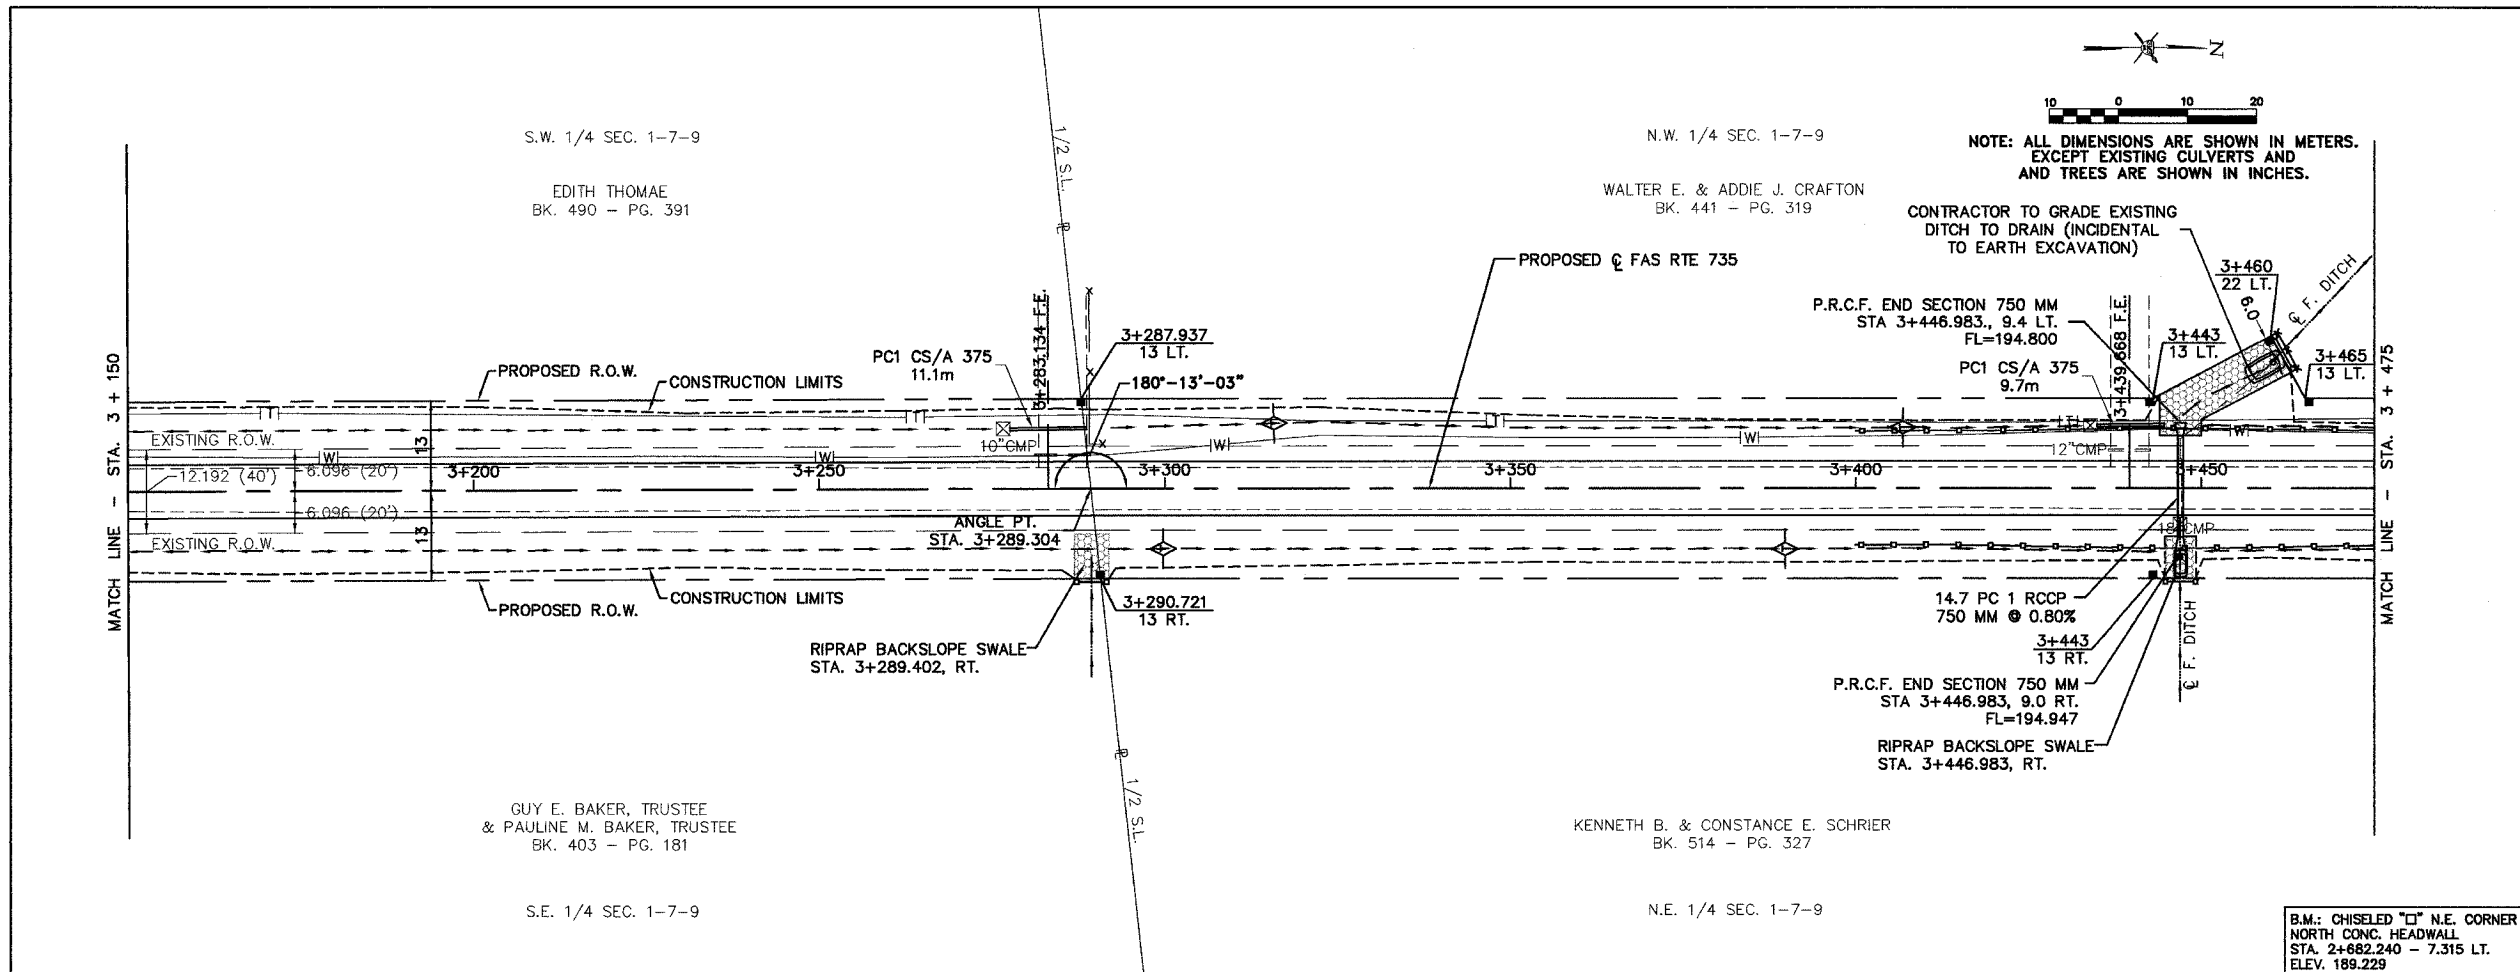 N
10 0 10 20
NOTE: ALL DIMENSIONS ARE SHOWN IN METERS.
EXCEPT EXISTING CULVERTS AND
AND TREES ARE SHOWN IN INCHES.
S.W. 1/4 SEC. 1-7-9
EDITH THOMAE
BK. 490 - PG. 391
1/2 S.L.
PL
N.W. 1/4 SEC. 1-7-9
WALTER E. & ADDIE J. CRAFTON
BK. 441 - PG. 319
CONTRACTOR TO GRADE EXISTING
DITCH TO DRAIN (INCIDENTAL
TO EARTH EXCAVATION)
PROPOSED ℄ FAS RTE 735
3+460
22 LT.
6.0
℄ F. DITCH
P.R.C.F. END SECTION 750 MM
STA 3+446.983., 9.4 LT.
FL=194.800
3+443
13 LT.
3+465
13 LT.
PC1 CS/A 375
9.7m
3+439.668 F.E.
3+283.134 F.E.
3+287.937
13 LT.
180°-13'-03"
PC1 CS/A 375
11.1m
PROPOSED R.O.W.
CONSTRUCTION LIMITS
MATCH LINE - STA. 3 + 150
MATCH LINE - STA. 3 + 475
T
T
T
T
EXISTING R.O.W.
13
10"CMP
12"CMP
W
W
W
W
W
12.192 (40')
6.096 (20')
3+200
3+250
3+300
3+350
3+400
3+450
6.096 (20')
EXISTING R.O.W.
13
ANGLE PT.
STA. 3+289.304
18"CMP
PROPOSED R.O.W.
CONSTRUCTION LIMITS
3+290.721
13 RT.
RIPRAP BACKSLOPE SWALE
STA. 3+289.402, RT.
14.7 PC 1 RCCP
750 MM @ 0.80%
3+443
13 RT.
℄ F. DITCH
P.R.C.F. END SECTION 750 MM
STA 3+446.983, 9.0 RT.
FL=194.947
RIPRAP BACKSLOPE SWALE
STA. 3+446.983, RT.
PL
1/2 S.L.
GUY E. BAKER, TRUSTEE
& PAULINE M. BAKER, TRUSTEE
BK. 403 - PG. 181
KENNETH B. & CONSTANCE E. SCHRIER
BK. 514 - PG. 327
S.E. 1/4 SEC. 1-7-9
N.E. 1/4 SEC. 1-7-9
B.M.: CHISELED "□" N.E. CORNER
NORTH CONC. HEADWALL
STA. 2+682.240 - 7.315 LT.
ELEV. 189.229